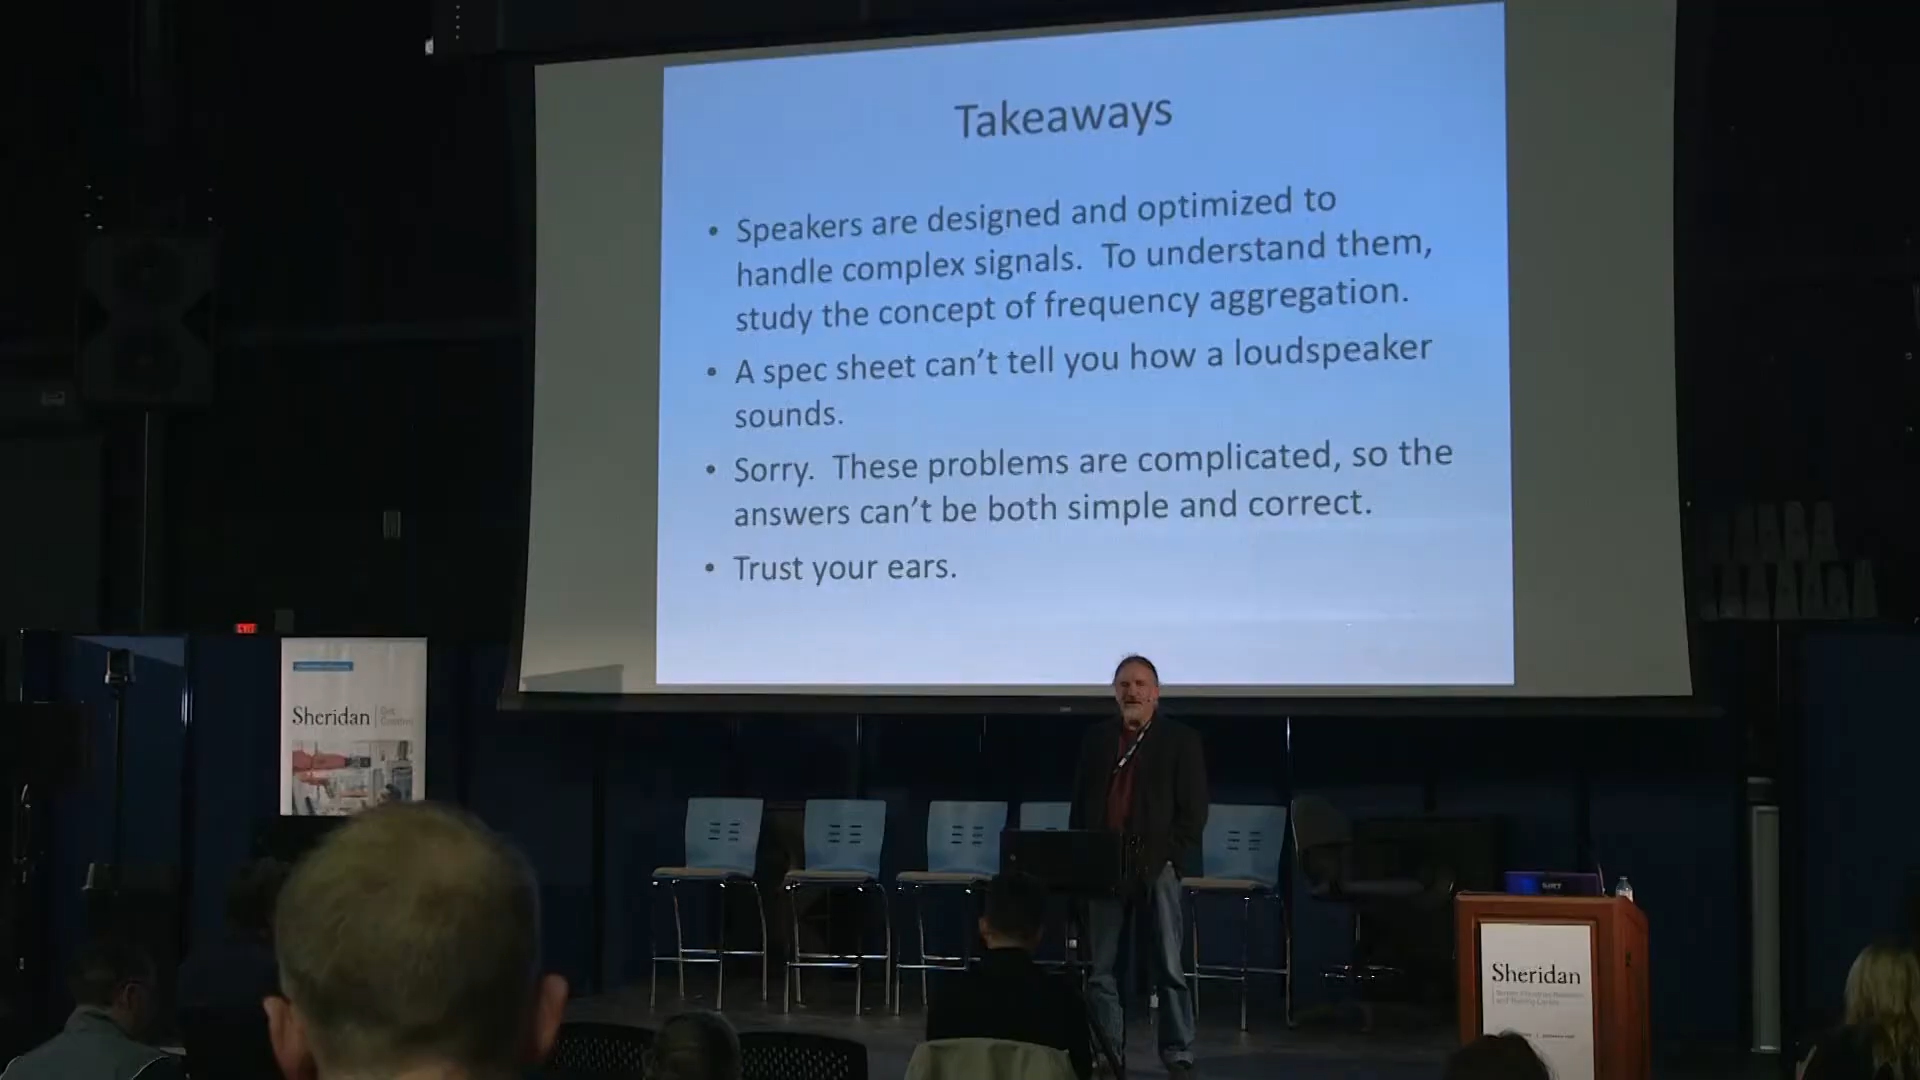 Takeaways
• Speakers are designed and optimized to
handle complex signals.  To understand them,
study the concept of frequency aggregation.
• A spec sheet can’t tell you how a loudspeaker
sounds.
• Sorry.  These problems are complicated, so the
answers can’t be both simple and correct.
• Trust your ears.
EXIT
Sheridan
Sheridan